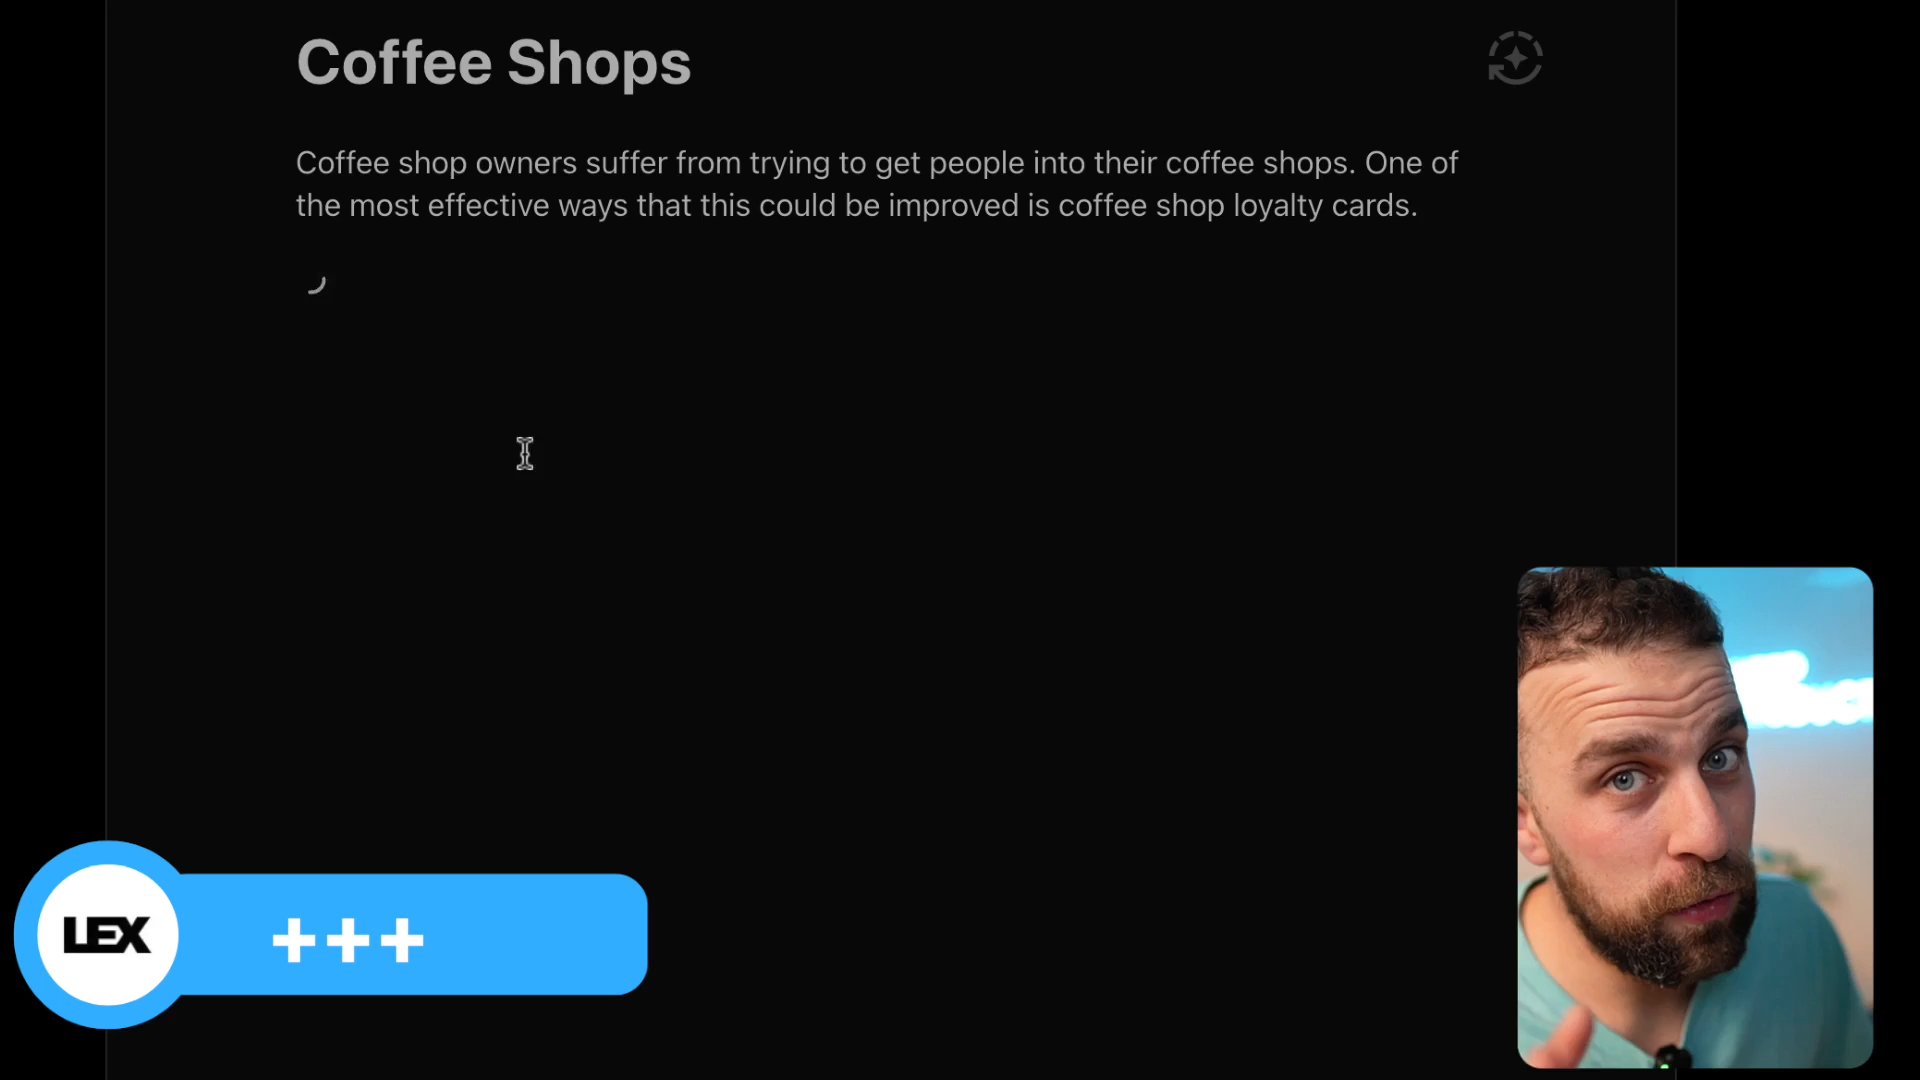 Coffee Shops
Coffee shop owners suffer from trying to get people into their coffee shops. One of
the most effective ways that this could be improved is coffee shop loyalty cards.
LEX
+++